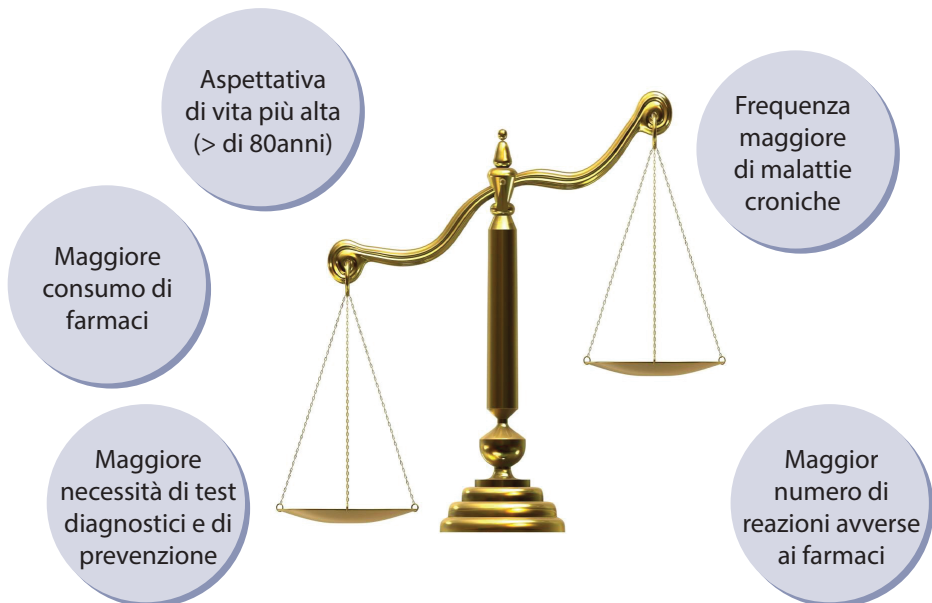 Aspettativa
di vita più alta
(> di 80anni)
Frequenza
maggiore
di malattie
croniche
Maggiore
consumo di
farmaci
Maggiore
necessità di test
diagnostici e di
prevenzione
Maggior
numero di
reazioni avverse
ai farmaci